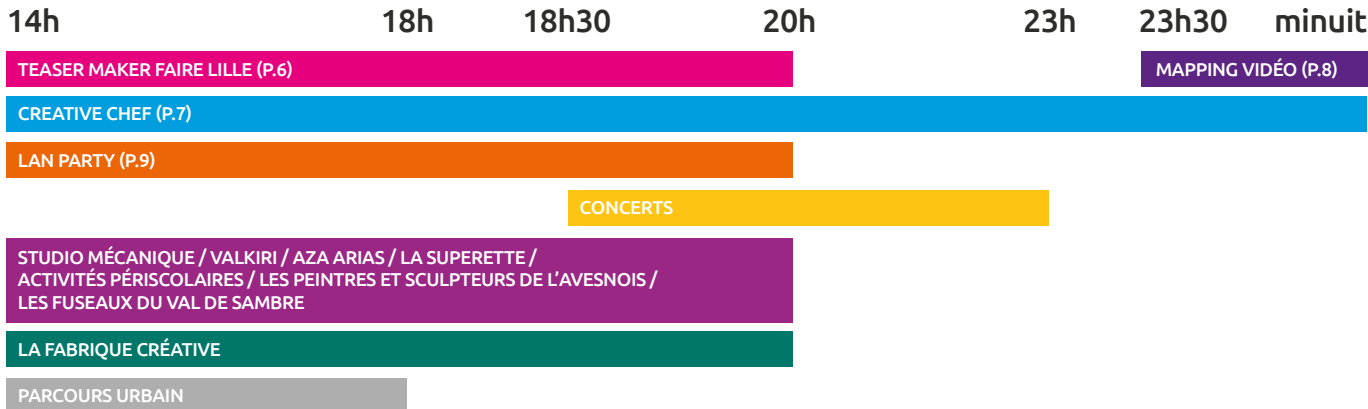 14h 18h 18h30 20h 23h 23h30 minuit
TEASER MAKER FAIRE LILLE (P.6) MAPPING VIDÉO (P.8)
CREATIVE CHEF (P.7)
LAN PARTY (P.9)
CONCERTS
STUDIO MÉCANIQUE / VALKIRI / AZA ARIAS / LA SUPERETTE /
ACTIVITÉS PÉRISCOLAIRES / LES PEINTRES ET SCULPTEURS DE L'AVESNOIS /
LES FUSEAUX DU VAL DE SAMBRE
LA FABRIQUE CRÉATIVE
PARCOURS URBAIN